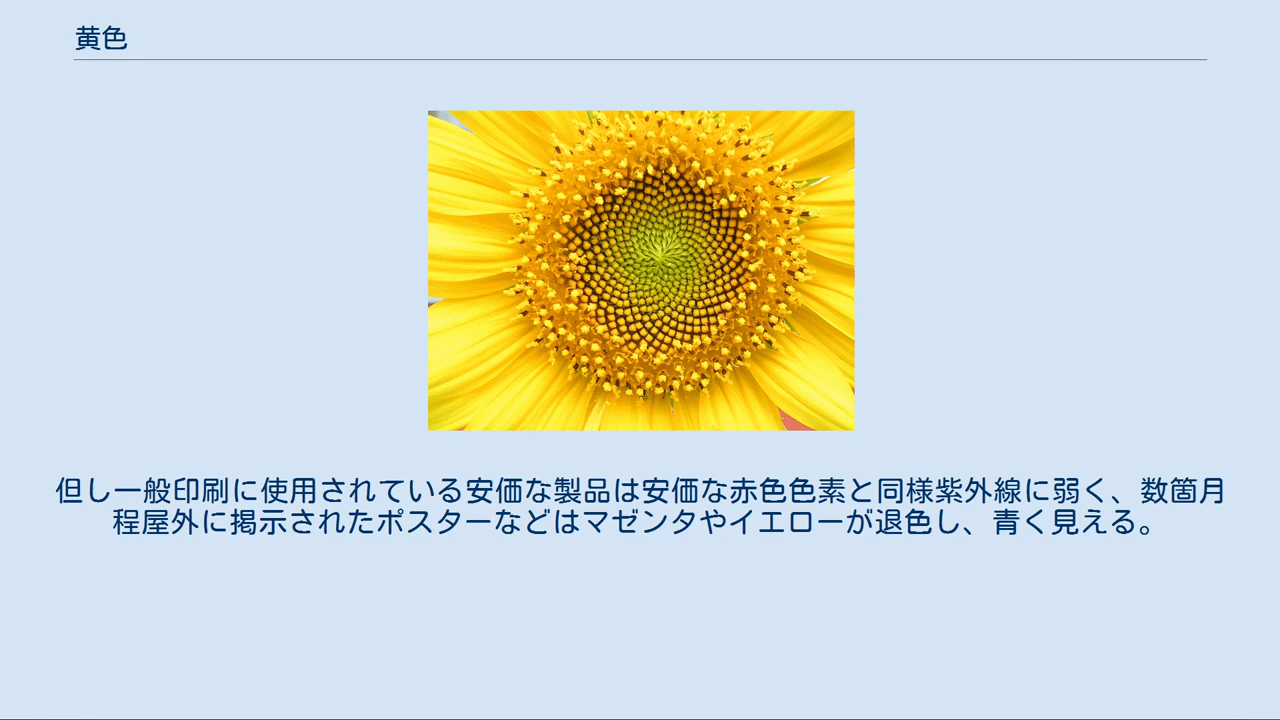 黄色
但し一般印刷に使用されている安価な製品は安価な赤色色素と同様紫外線に弱く、数箇月
程屋外に掲示されたポスターなどはマゼンタやイエローが退色し、青く見える。